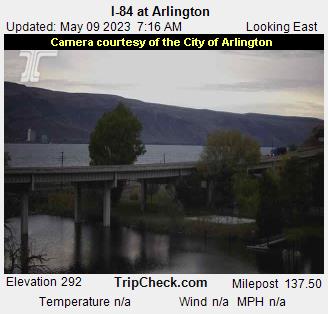 I-84 at Arlington
Updated: May 09 2023 7:16 AM Looking East
Camera courtesy of the City of Arlington
Elevation 292 TripCheck.com Milepost 137.50
Temperature n/a Wind n/a MPH n/a